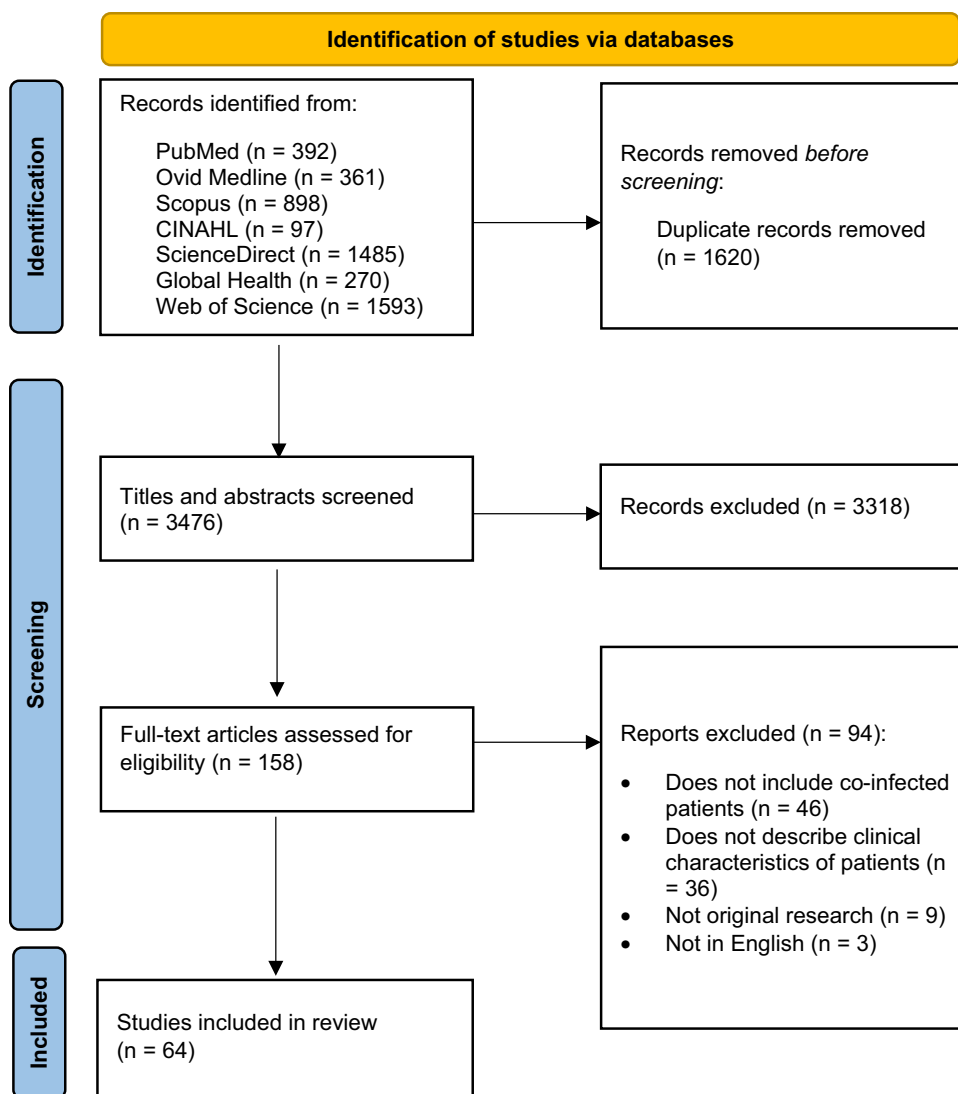 Identification of studies via databases
Identification
Records identified from:
PubMed (n = 392)
Ovid Medline (n = 361)
Scopus (n = 898)
CINAHL (n = 97)
ScienceDirect (n = 1485)
Global Health (n = 270)
Web of Science (n = 1593)
Records removed before
screening:
Duplicate records removed
(n = 1620)
Screening
Titles and abstracts screened
(n = 3476)
Records excluded (n = 3318)
Full-text articles assessed for
eligibility (n = 158)
Reports excluded (n = 94):
• Does not include co-infected
patients (n = 46)
• Does not describe clinical
characteristics of patients (n
= 36)
• Not original research (n = 9)
• Not in English (n = 3)
Included
Studies included in review
(n = 64)